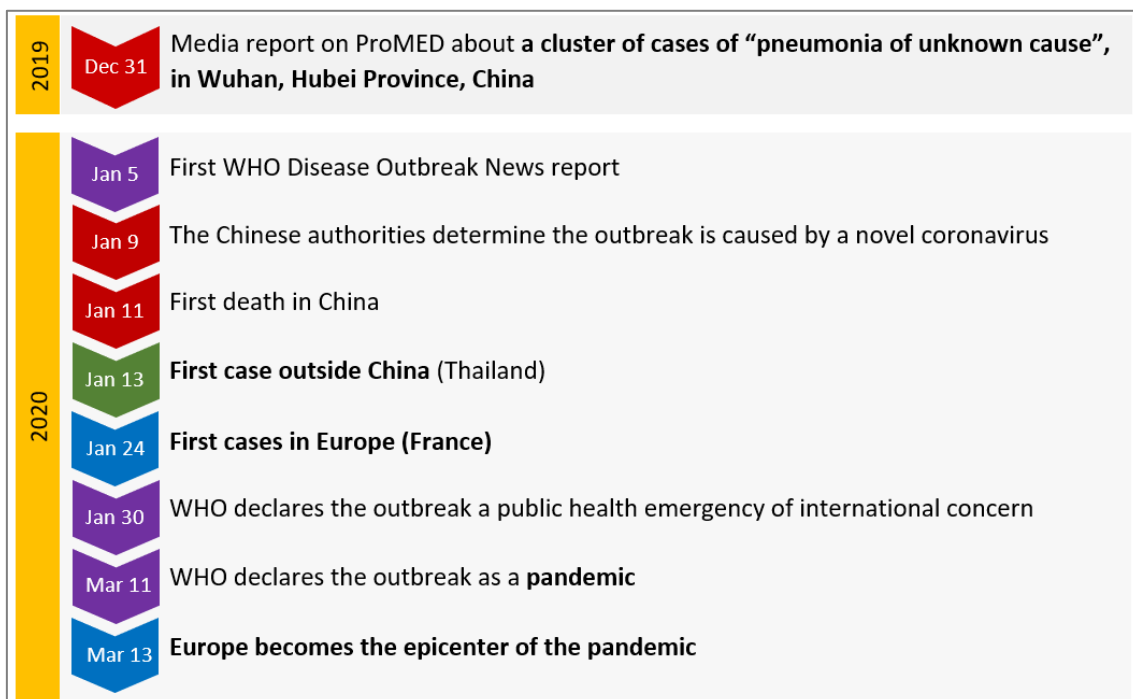 2019
Dec 31
Media report on ProMED about a cluster of cases of “pneumonia of unknown cause”,
in Wuhan, Hubei Province, China
2020
Jan 5
First WHO Disease Outbreak News report
Jan 9
The Chinese authorities determine the outbreak is caused by a novel coronavirus
Jan 11
First death in China
Jan 13
First case outside China (Thailand)
Jan 24
First cases in Europe (France)
Jan 30
WHO declares the outbreak a public health emergency of international concern
Mar 11
WHO declares the outbreak as a pandemic
Mar 13
Europe becomes the epicenter of the pandemic